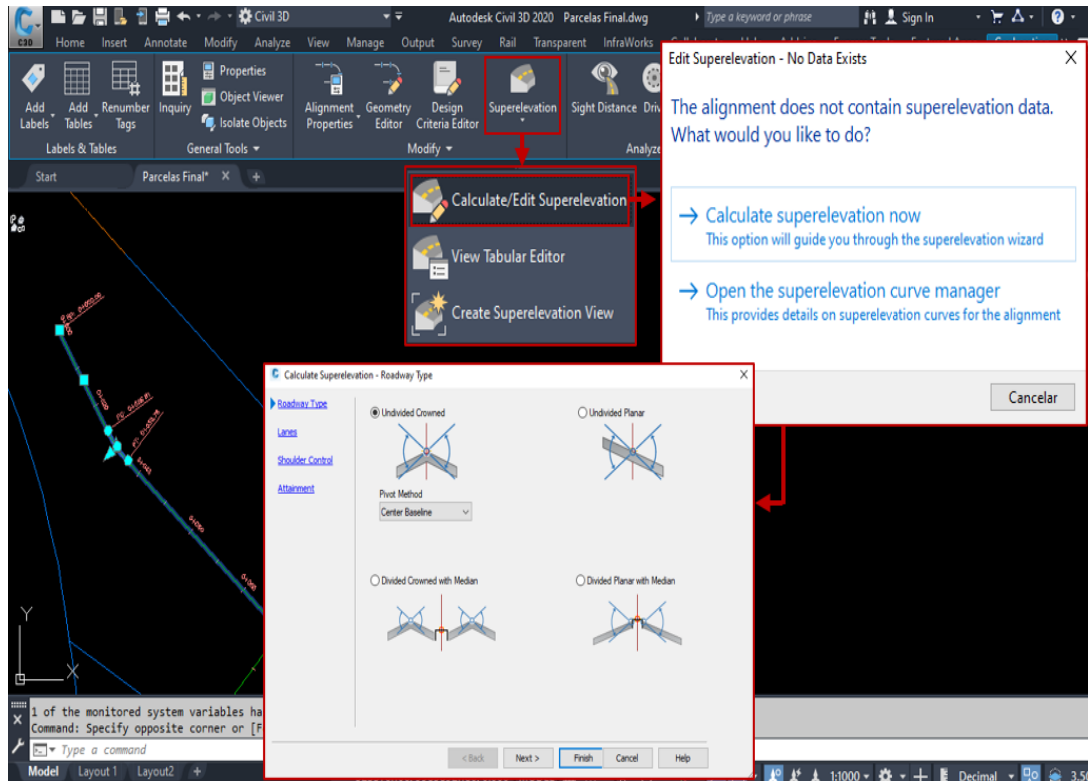 Civil 3D
Autodesk Civil 3D 2020 Parcelas Final.dwg
Type a keyword or phrase
Sign In
C3D
Home Insert Annotate Modify Analyze View Manage Output Survey Rail Transparent InfraWorks
Add Labels
Add Tables
Renumber Tags
Inquiry
Properties
Object Viewer
Isolate Objects
Alignment Properties
Geometry Editor
Design Criteria Editor
Superelevation
Sight Distance
Labels & Tables
General Tools
Modify
Start
Parcelas Final*
Calculate/Edit Superelevation
View Tabular Editor
Create Superelevation View
Edit Superelevation - No Data Exists
X
The alignment does not contain superelevation data.
What would you like to do?
Calculate superelevation now
This option will guide you through the superelevation wizard
Open the superelevation curve manager
This provides details on superelevation curves for the alignment
Cancelar
Calculate Superelevation - Roadway Type
Roadway Type
Lanes
Shoulder Control
Attainment
Undivided Crowned
Undivided Planar
Pivot Method
Center Baseline
Divided Crowned with Median
Divided Planar with Median
< Back
Next >
Finish
Cancel
Help
Y
X
1 of the monitored system variables
Command: Specify opposite corner or
Type a command
Model Layout 1 Layout2 +
1:1000
Decimal